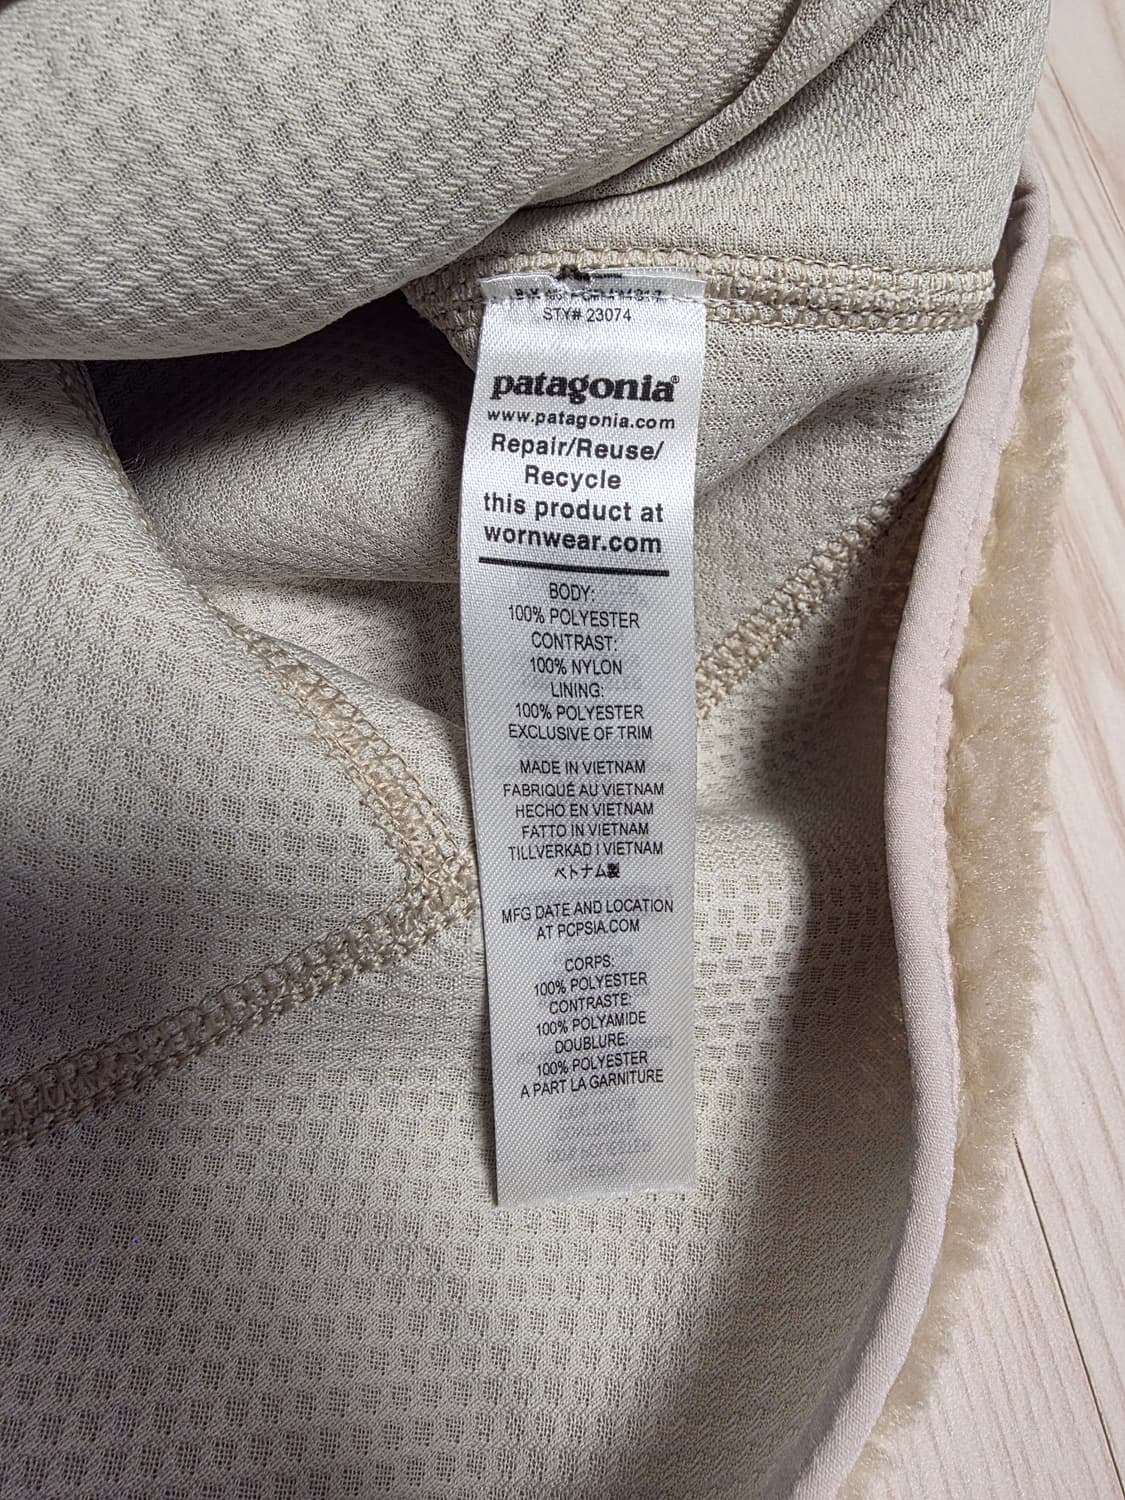 STY# 23074
patagonia®
www.patagonia.com
Repair/Reuse/
Recycle
this product at
wornwear.com
BODY:
100% POLYESTER
CONTRAST:
100% NYLON
LINING:
100% POLYESTER
EXCLUSIVE OF TRIM
MADE IN VIETNAM
FABRIQUÉ AU VIETNAM
HECHO EN VIETNAM
FATTO IN VIETNAM
TILLVERKAD I VIETNAM
ベトナム製
MFG DATE AND LOCATION
AT PCPSIA.COM
CORPS:
100% POLYESTER
CONTRASTE:
100% POLYAMIDE
DOUBLURE:
100% POLYESTER
A PART LA GARNITURE